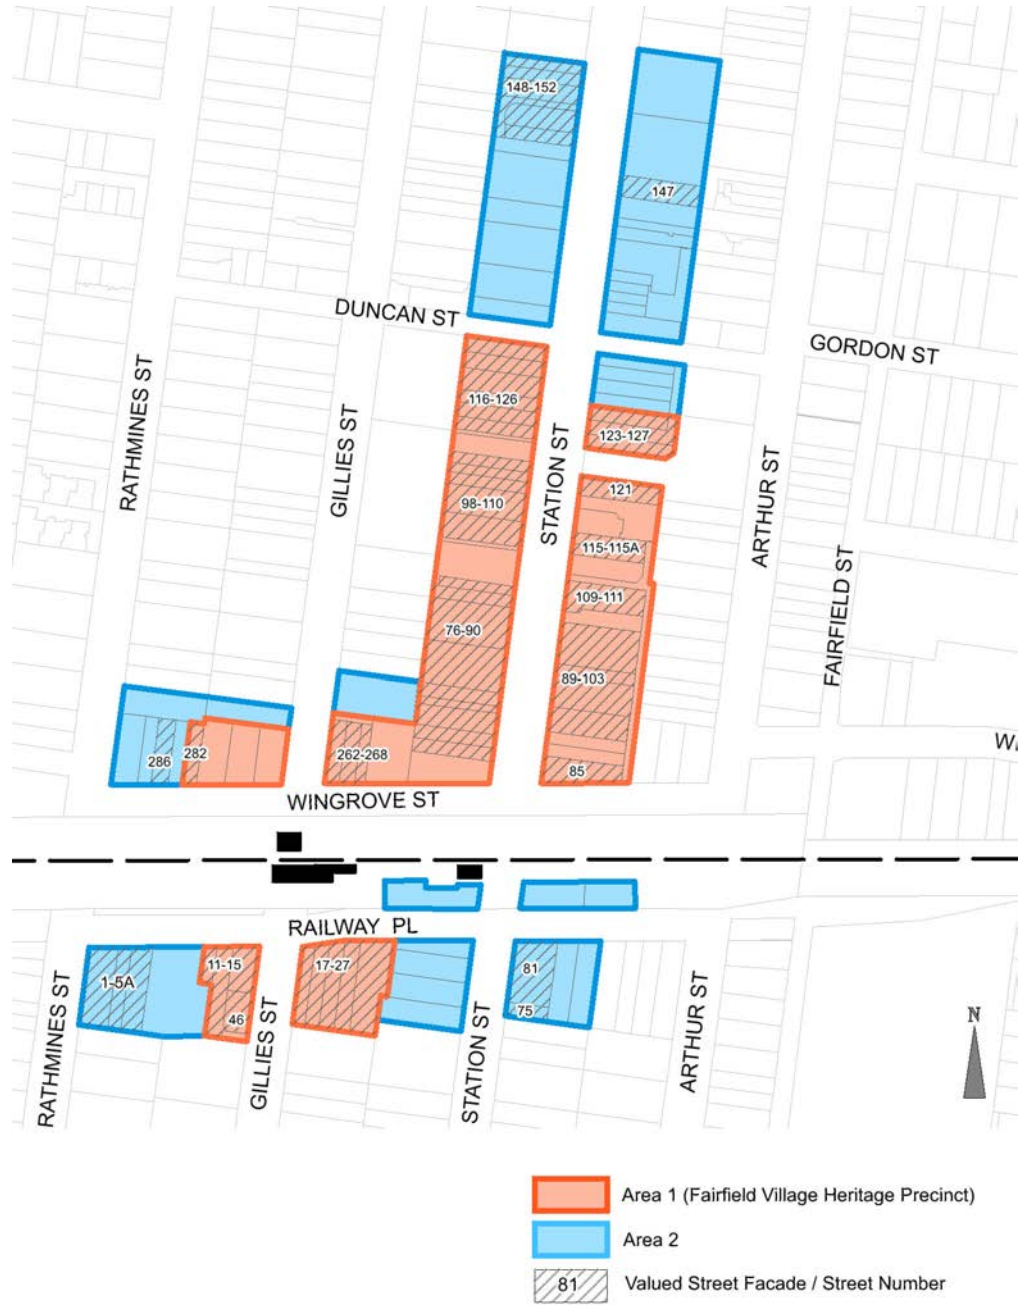 148-152
147
DUNCAN ST
GORDON ST
RATHMINES ST
GILLIES ST
116-126
STATION ST
123-127
ARTHUR ST
98-110
121
115-115A
109-111
FAIRFIELD ST
76-90
89-103
286
282
262-268
85
WI
WINGROVE ST
RAILWAY PL
1-5A
11-15
46
17-27
81
75
RATHMINES ST
GILLIES ST
STATION ST
ARTHUR ST
N
Area 1 (Fairfield Village Heritage Precinct)
Area 2
81 Valued Street Facade / Street Number